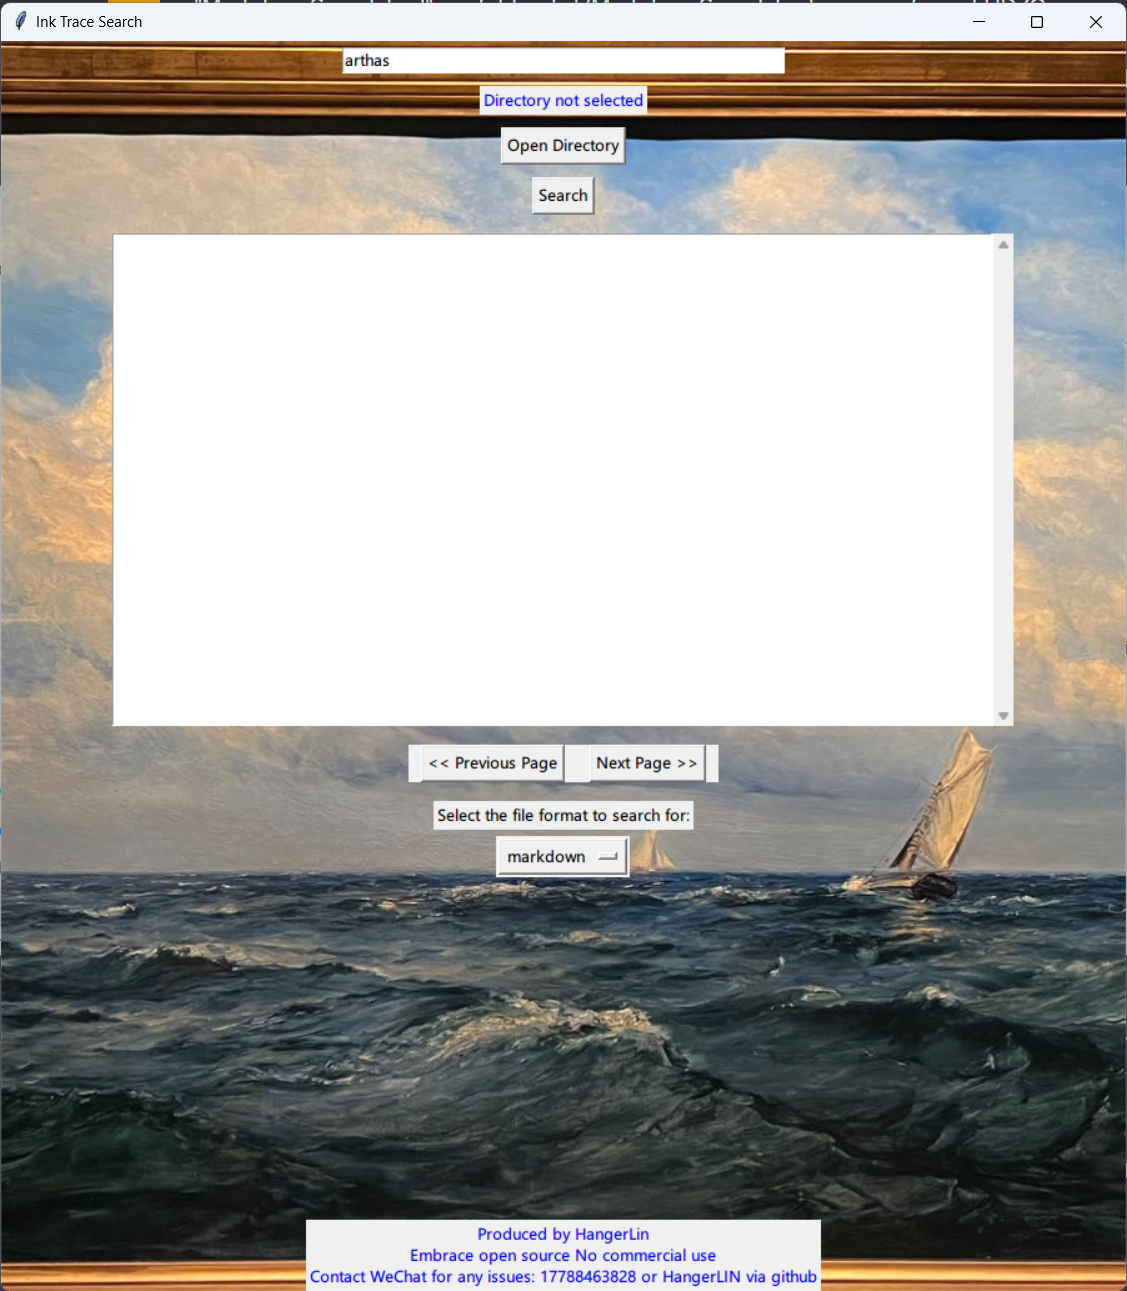 Ink Trace Search
arthas
Directory not selected
Open Directory
Search
<< Previous Page
Next Page >>
Select the file format to search for:
markdown
Produced by HangerLin
Embrace open source No commercial use
Contact WeChat for any issues: 17788463828 or HangerLIN via github